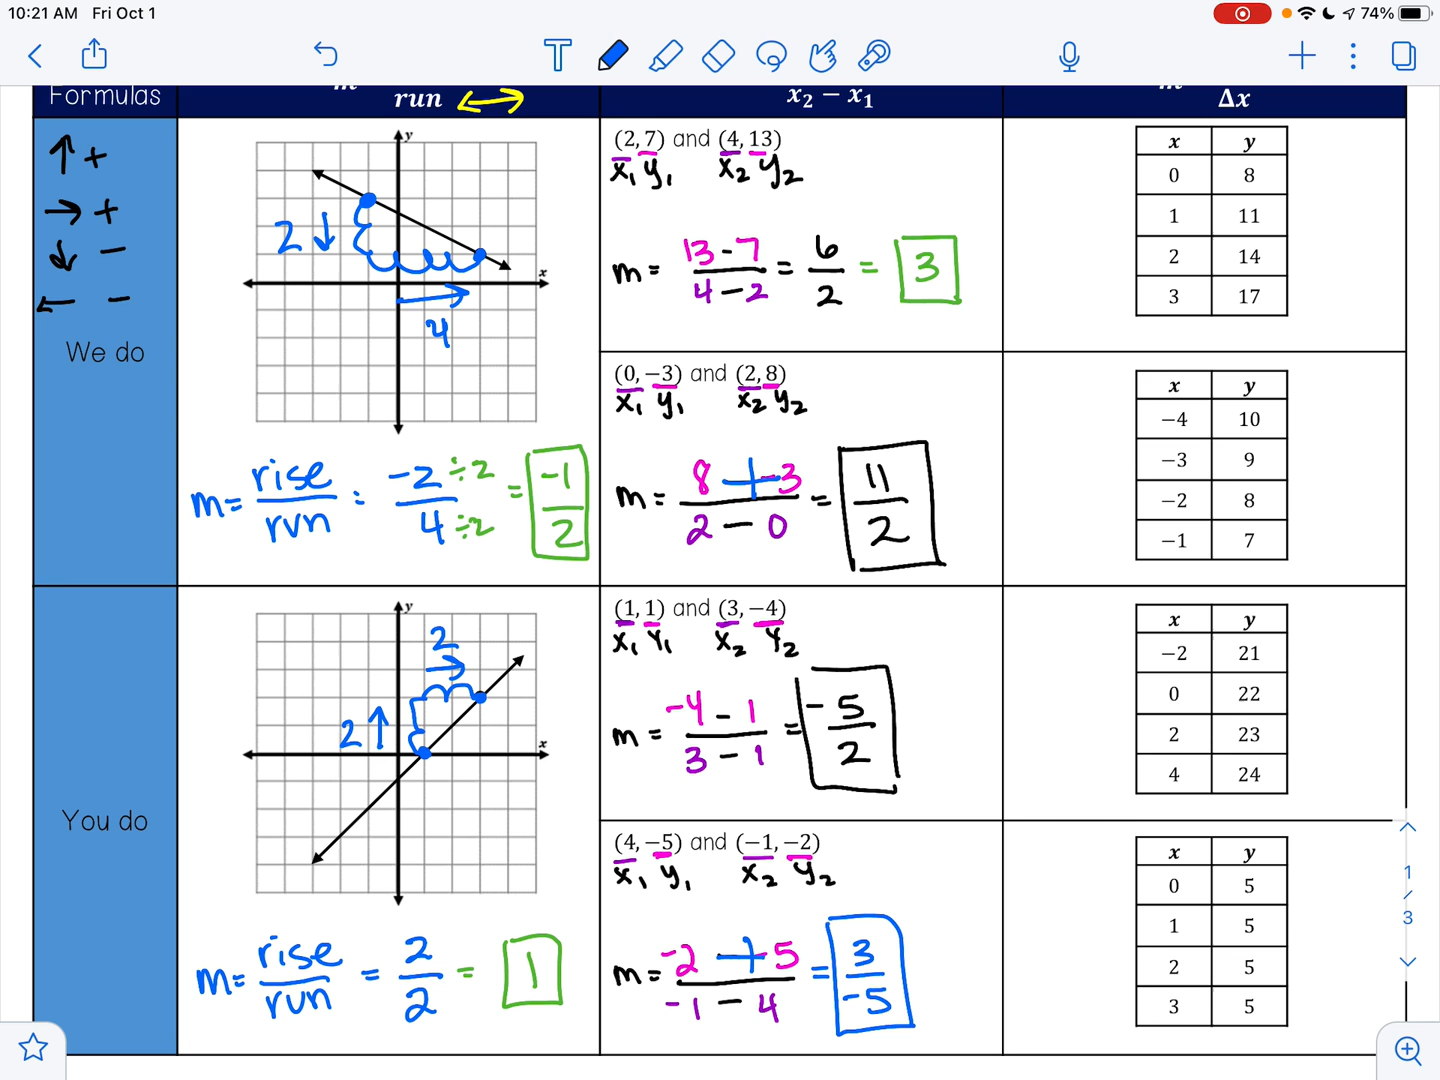 10:21 AM Fri Oct 1
74%
Formulas
run
x₂ − x₁
Δx
↑ +
→ +
↓ −
← −
We do
y
x
2 ↓
→
4
m = rise/run = -2/4 ÷2/÷2 = -1/2
(2, 7) and (4, 13)
x₁ y₁ x₂ y₂
m = 13 - 7/4 - 2 = 6/2 = 3
x y
0 8
1 11
2 14
3 17
(0, −3) and (2, 8)
x₁ y₁ x₂ y₂
m = 8 + 3/2 - 0 = 11/2
x y
−4 10
−3 9
−2 8
−1 7
You do
y
x
2
→
2 ↑
m = rise/run = 2/2 = 1
(1, 1) and (3, −4)
x₁ y₁ x₂ y₂
m = -4 - 1/3 - 1 = -5/2
x y
−2 21
0 22
2 23
4 24
(4, −5) and (−1, −2)
x₁ y₁ x₂ y₂
m = -2 + 5/-1 - 4 = 3/-5
x y
0 5
1 5
2 5
3 5
1
/
3